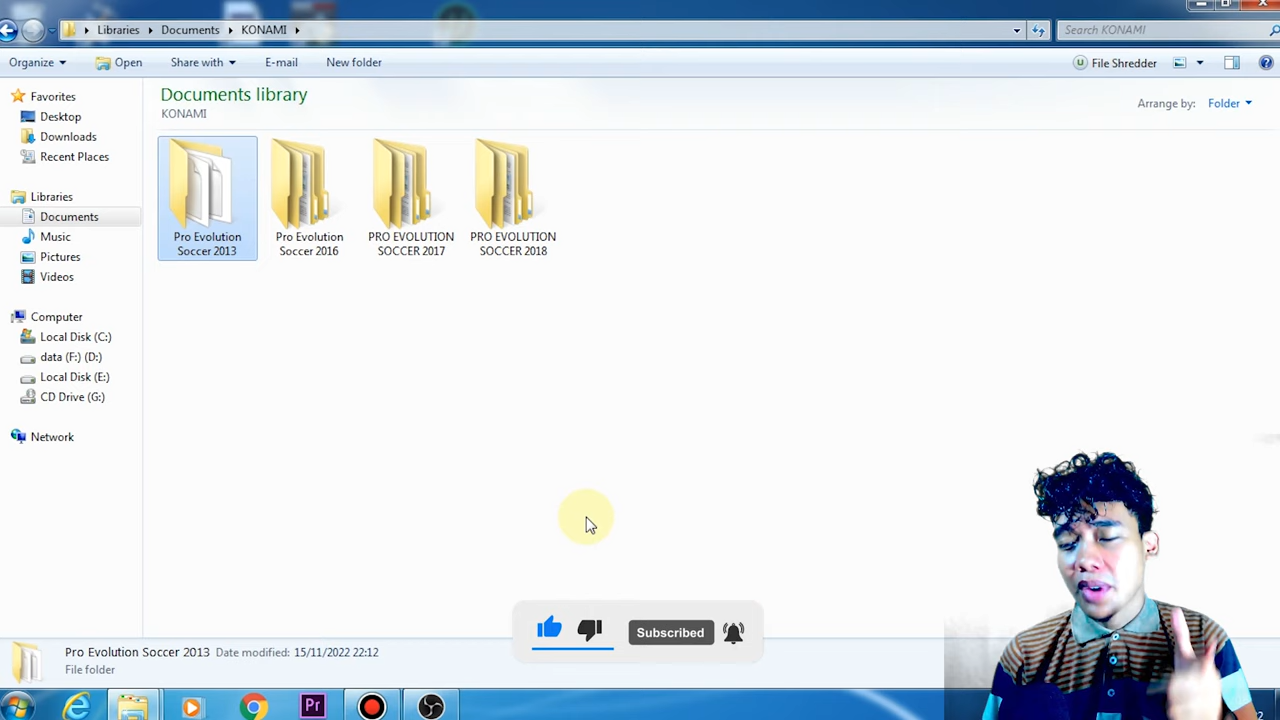 Libraries
Documents
KONAMI
Search KONAMI
Organize
Open
Share with
E-mail
New folder
File Shredder
Documents library
KONAMI
Arrange by:
Folder
Favorites
Desktop
Downloads
Recent Places
Libraries
Documents
Music
Pictures
Videos
Computer
Local Disk (C:)
data (F:) (D:)
Local Disk (E:)
CD Drive (G:)
Network
Pro Evolution
Soccer 2013
Pro Evolution
Soccer 2016
PRO EVOLUTION
SOCCER 2017
PRO EVOLUTION
SOCCER 2018
Subscribed
Pro Evolution Soccer 2013
Date modified: 15/11/2022 22:12
File folder
Pr